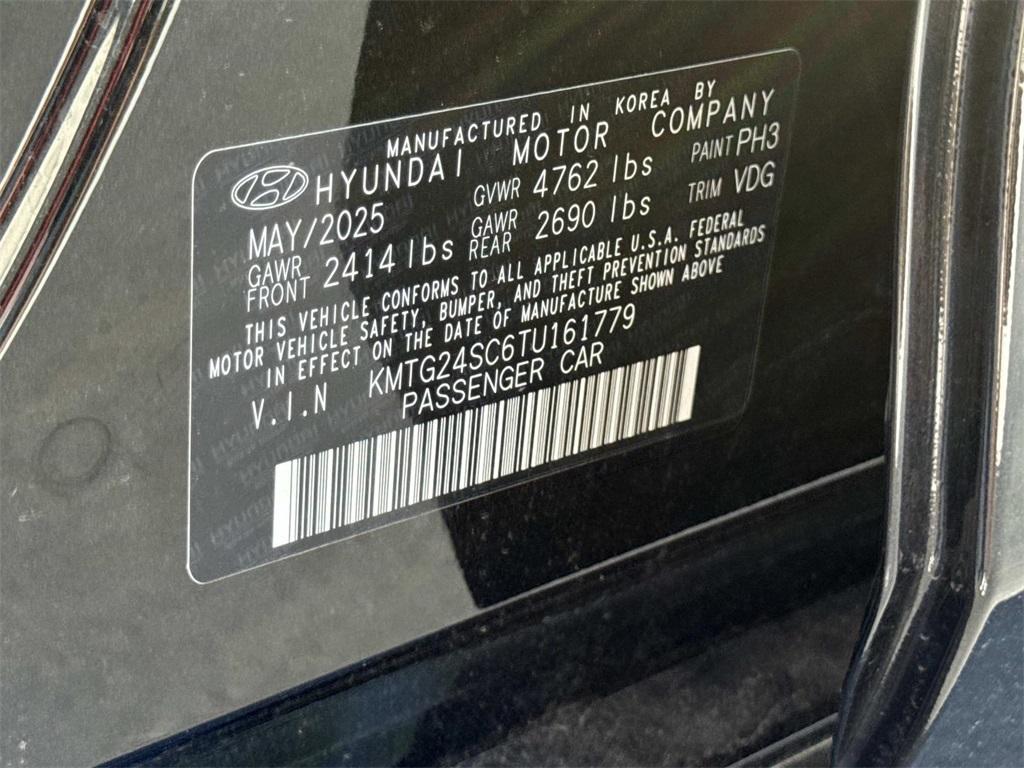 MANUFACTURED IN KOREA BY
HYUNDAI MOTOR COMPANY
MAY/2025 GVWR 4762 lbs PAINT PH3
GAWR FRONT 2414 lbs GAWR REAR 2690 lbs TRIM VDG
THIS VEHICLE CONFORMS TO ALL APPLICABLE U.S.A. FEDERAL
MOTOR VEHICLE SAFETY, BUMPER, AND THEFT PREVENTION STANDARDS
IN EFFECT ON THE DATE OF MANUFACTURE SHOWN ABOVE
V.I.N KMTG24SC6TU161779
PASSENGER CAR